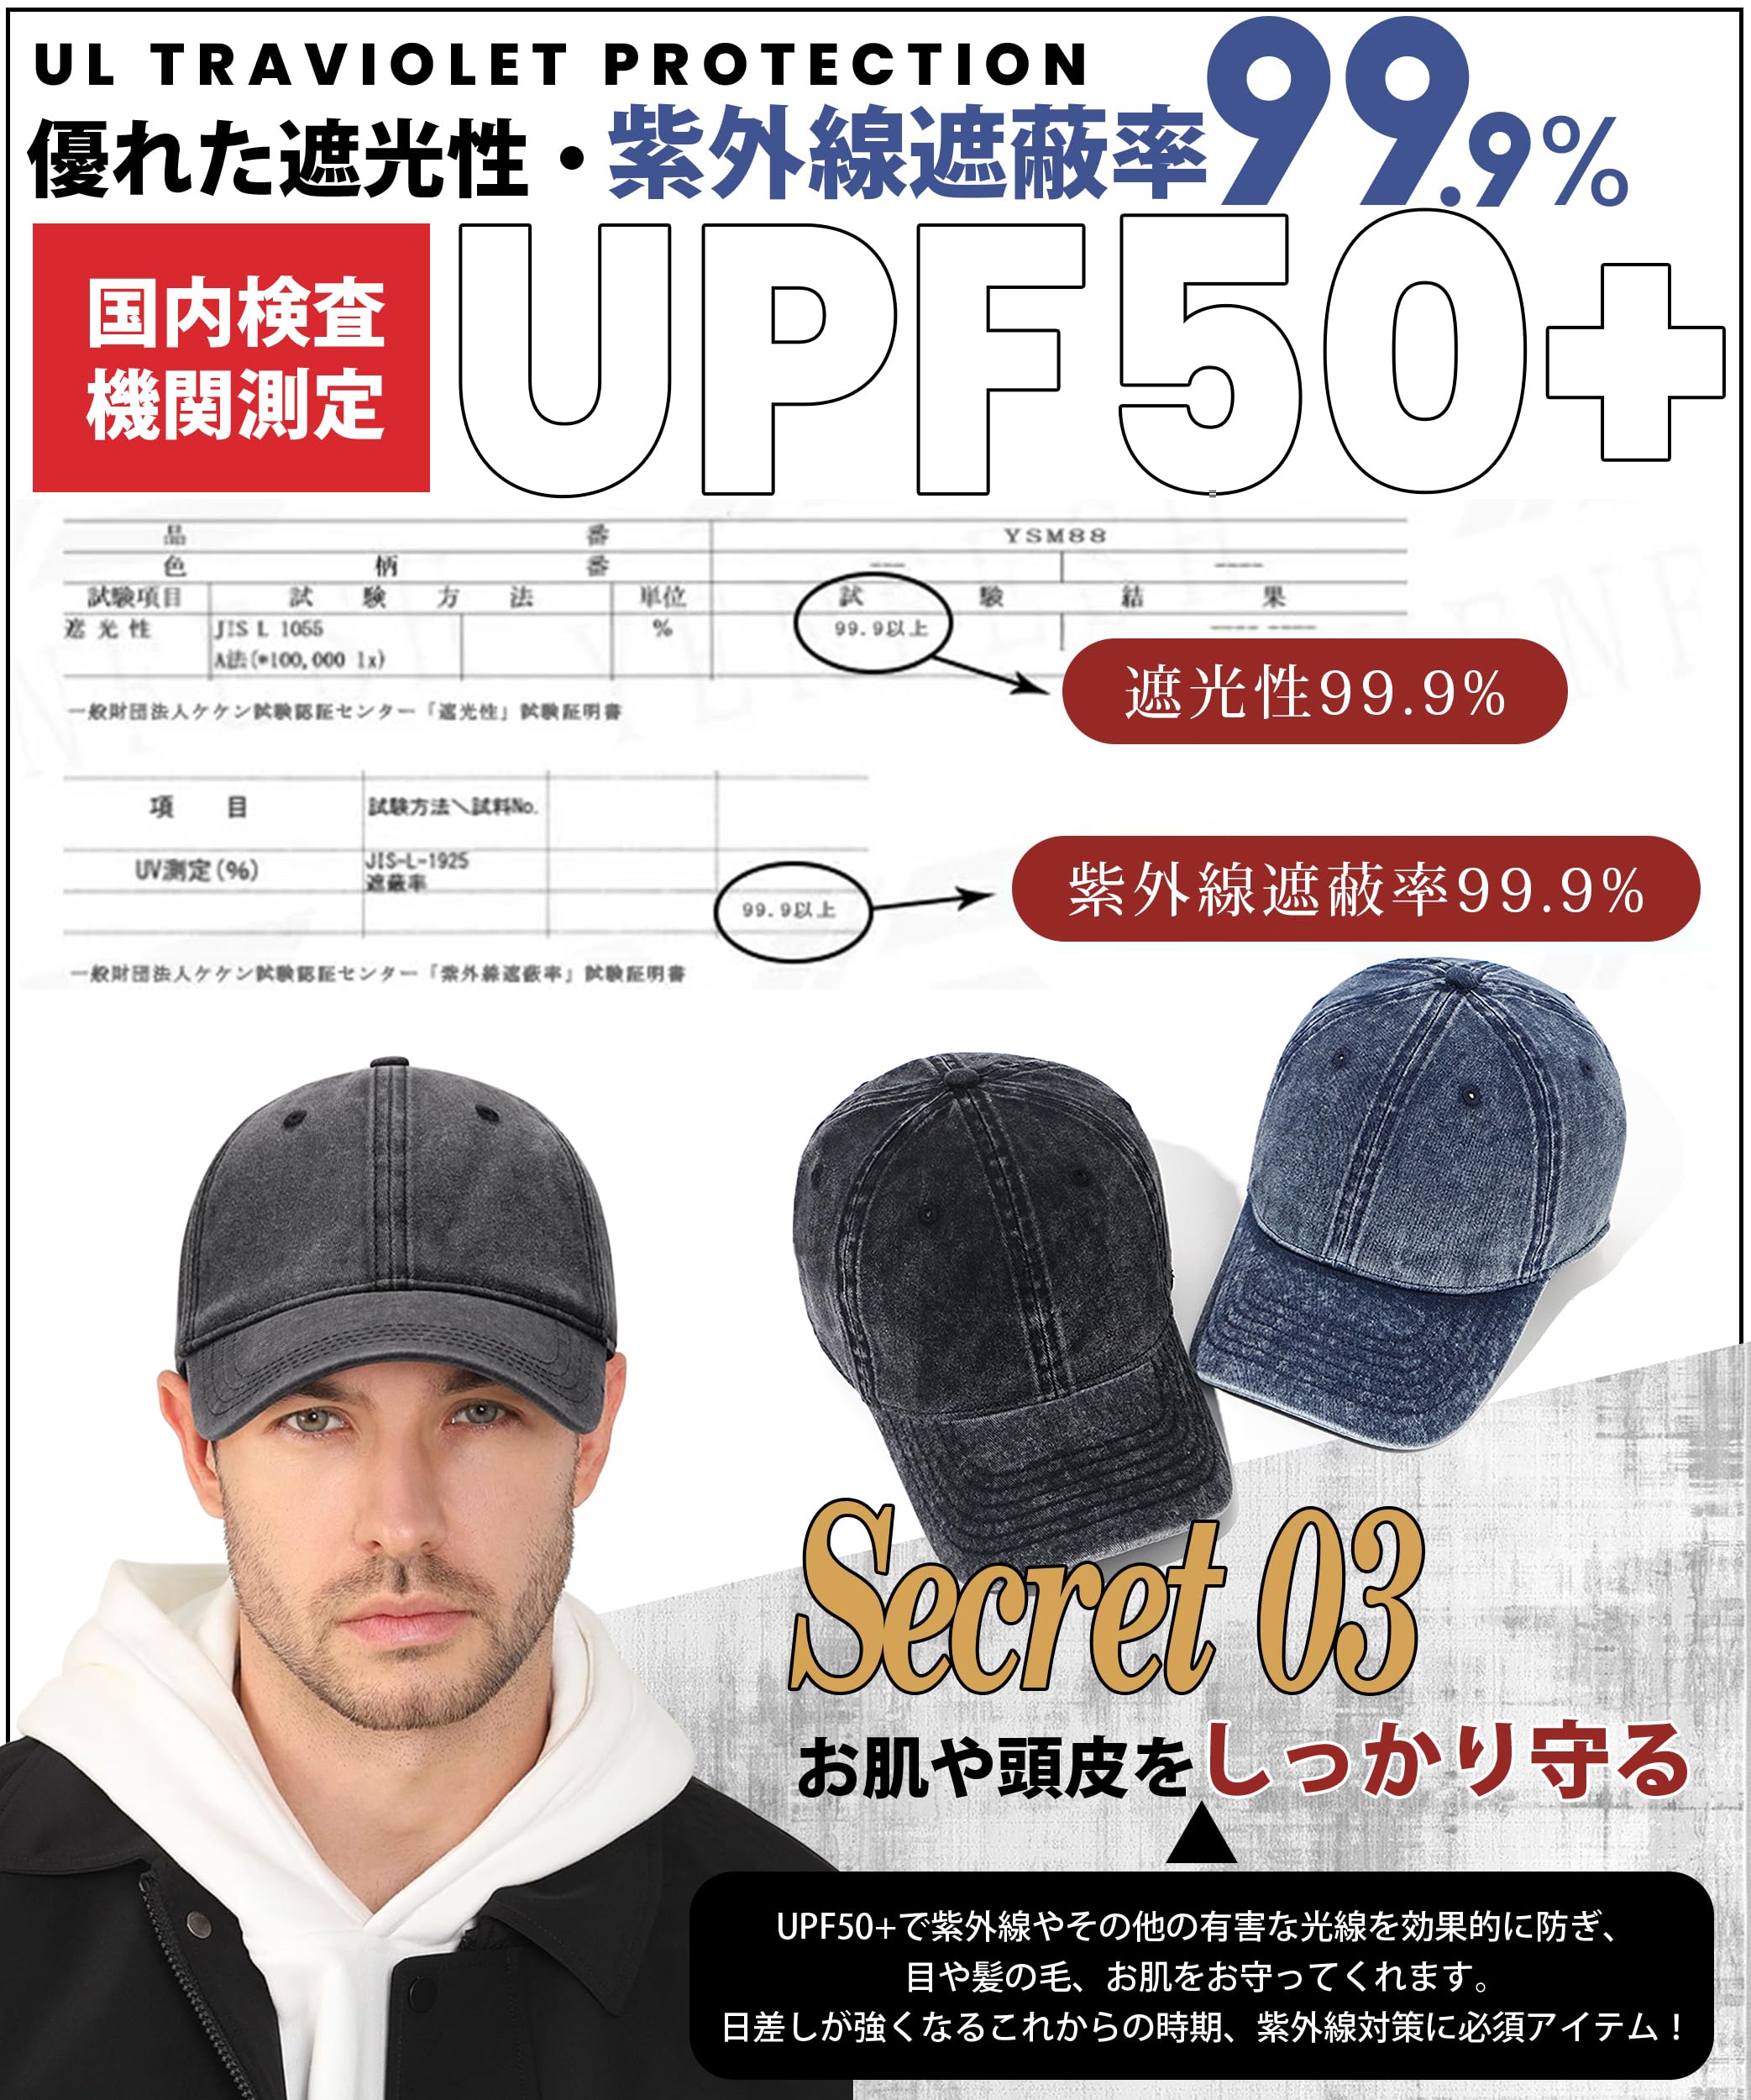 UL TRAVIOLET PROTECTION
優れた遮光性・紫外線遮蔽率99.9%
国内検査
機関測定
UPF50+
品番 YSM88
色柄番 --- ----
試験項目 試験方法 単位 試験結果
遮光性 JIS L 1055 % 99.9以上 ---- ----
A法(*100,000 lx)
遮光性99.9%
一般財団法人ケケン試験認証センター「遮光性」試験証明書
項目 試験方法＼試料No.
UV測定(%) JIS-L-1925
遮蔽率
99.9以上
紫外線遮蔽率99.9%
一般財団法人ケケン試験認証センター「紫外線遮蔽率」試験証明書
Secret 03
お肌や頭皮をしっかり守る
UPF50+で紫外線やその他の有害な光線を効果的に防ぎ、
目や髪の毛、お肌をお守ってくれます。
日差しが強くなるこれからの時期、紫外線対策に必須アイテム！